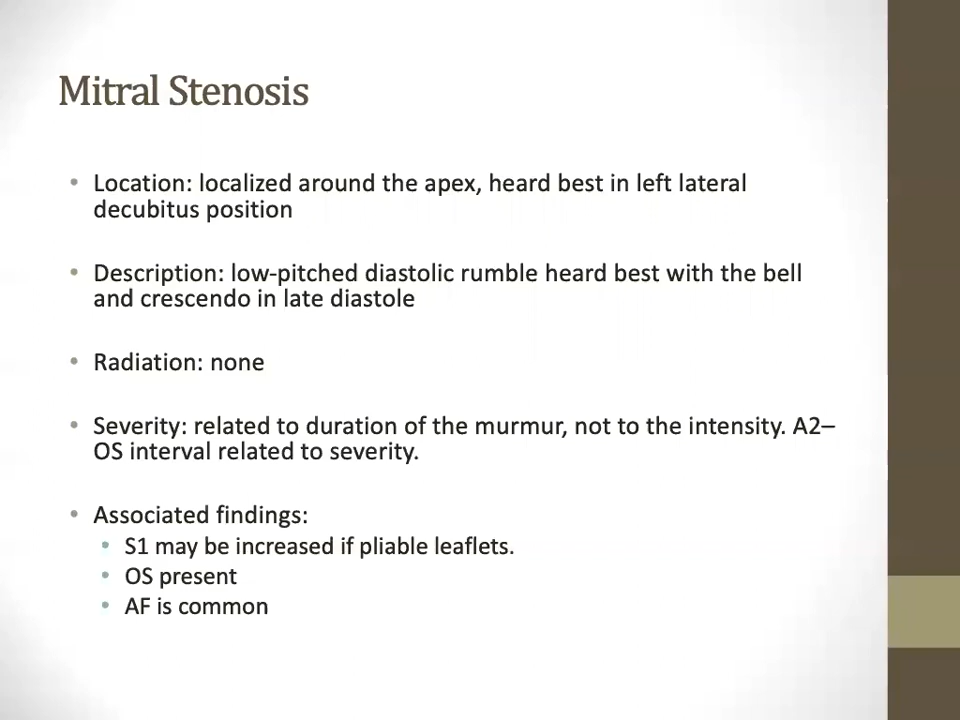 Mitral Stenosis
• Location: localized around the apex, heard best in left lateral
decubitus position
• Description: low-pitched diastolic rumble heard best with the bell
and crescendo in late diastole
• Radiation: none
• Severity: related to duration of the murmur, not to the intensity. A2–
OS interval related to severity.
• Associated findings:
• S1 may be increased if pliable leaflets.
• OS present
• AF is common